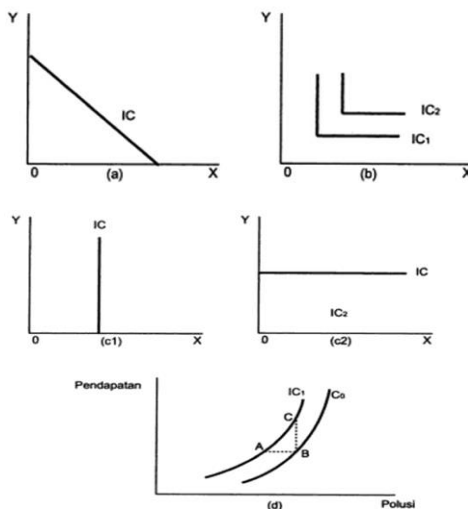 Y
IC
0
(a)
X
Y
IC₂
IC₁
0
(b)
X
Y
IC
0
(c1)
X
Y
IC
IC₂
0
(c2)
X
Pendapatan
IC₁
C₀
C
A
B
(d)
Polusi